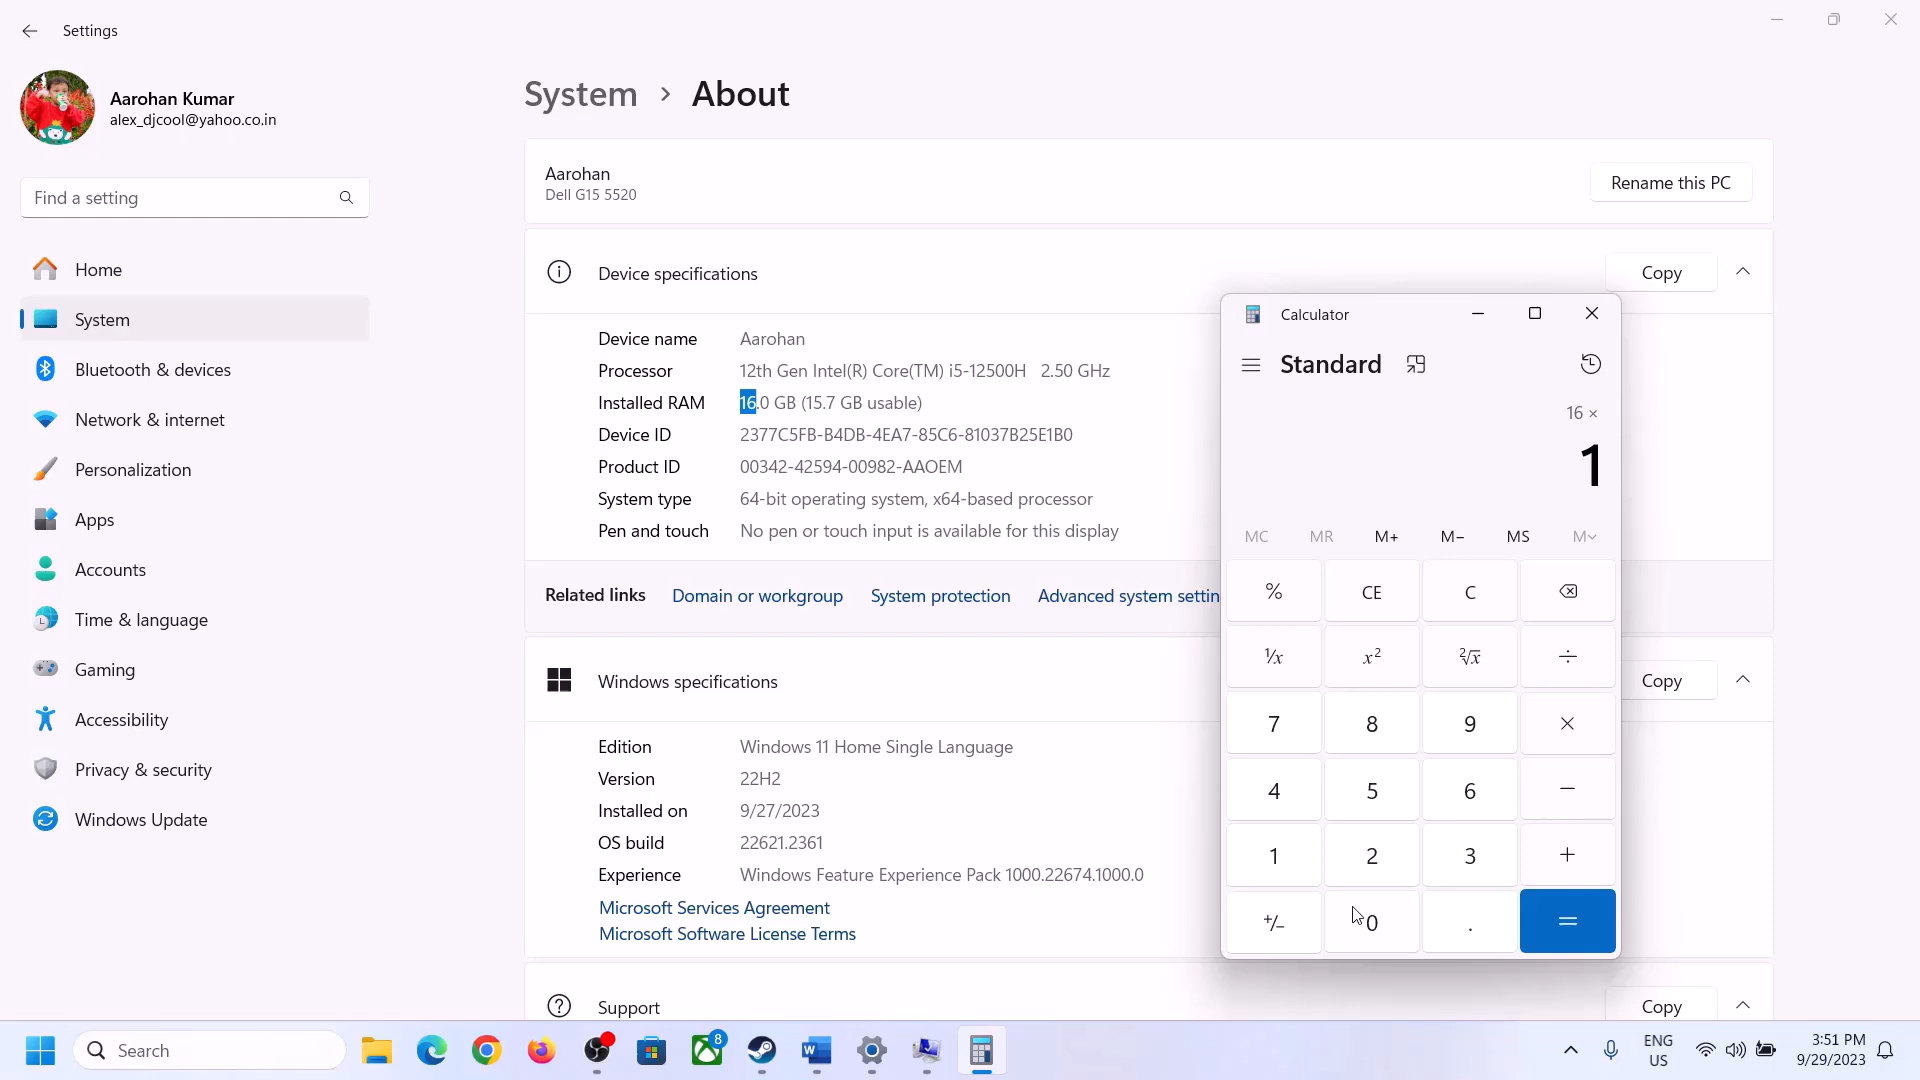 Settings
Aarohan Kumar
alex_djcool@yahoo.co.in
Find a setting
Home
System
Bluetooth & devices
Network & internet
Personalization
Apps
Accounts
Time & language
Gaming
Accessibility
Privacy & security
Windows Update
System > About
Aarohan
Dell G15 5520
Rename this PC
Device specifications
Copy
Device name Aarohan
Processor 12th Gen Intel(R) Core(TM) i5-12500H 2.50 GHz
Installed RAM 16.0 GB (15.7 GB usable)
Device ID 2377C5FB-B4DB-4EA7-85C6-81037B25E1B0
Product ID 00342-42594-00982-AAOEM
System type 64-bit operating system, x64-based processor
Pen and touch No pen or touch input is available for this display
Related links Domain or workgroup System protection Advanced system settin
Windows specifications
Copy
Edition Windows 11 Home Single Language
Version 22H2
Installed on 9/27/2023
OS build 22621.2361
Experience Windows Feature Experience Pack 1000.22674.1000.0
Microsoft Services Agreement
Microsoft Software License Terms
Support
Copy
Calculator
Standard
16 ×
1
MC MR M+ M− MS M
% CE C
¹/x x² ²√x ÷
7 8 9 ×
4 5 6 −
1 2 3 +
+/− 0 . =
Search
8
ENG
US
3:51 PM
9/29/2023